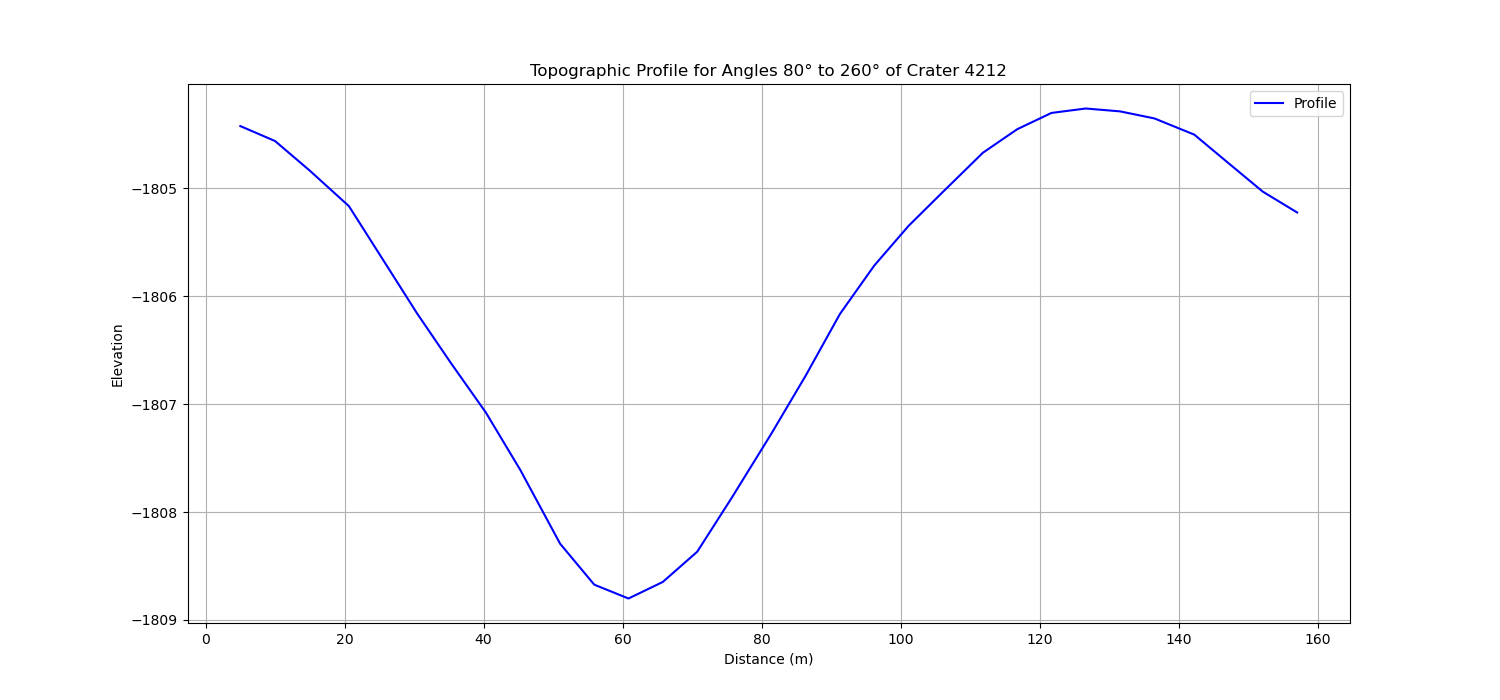 Topographic Profile for Angles 80° to 260° of Crater 4212
Profile
−1805
−1806
−1807
−1808
−1809
Elevation
0 20 40 60 80 100 120 140 160
Distance (m)